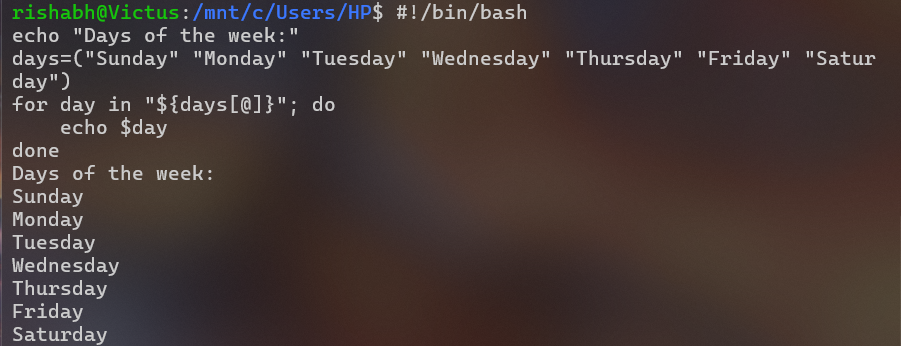 rishabh@Victus:/mnt/c/Users/HP$ #!/bin/bash
echo "Days of the week:"
days=("Sunday" "Monday" "Tuesday" "Wednesday" "Thursday" "Friday" "Satur
day")
for day in "${days[@]}"; do
    echo $day
done
Days of the week:
Sunday
Monday
Tuesday
Wednesday
Thursday
Friday
Saturday